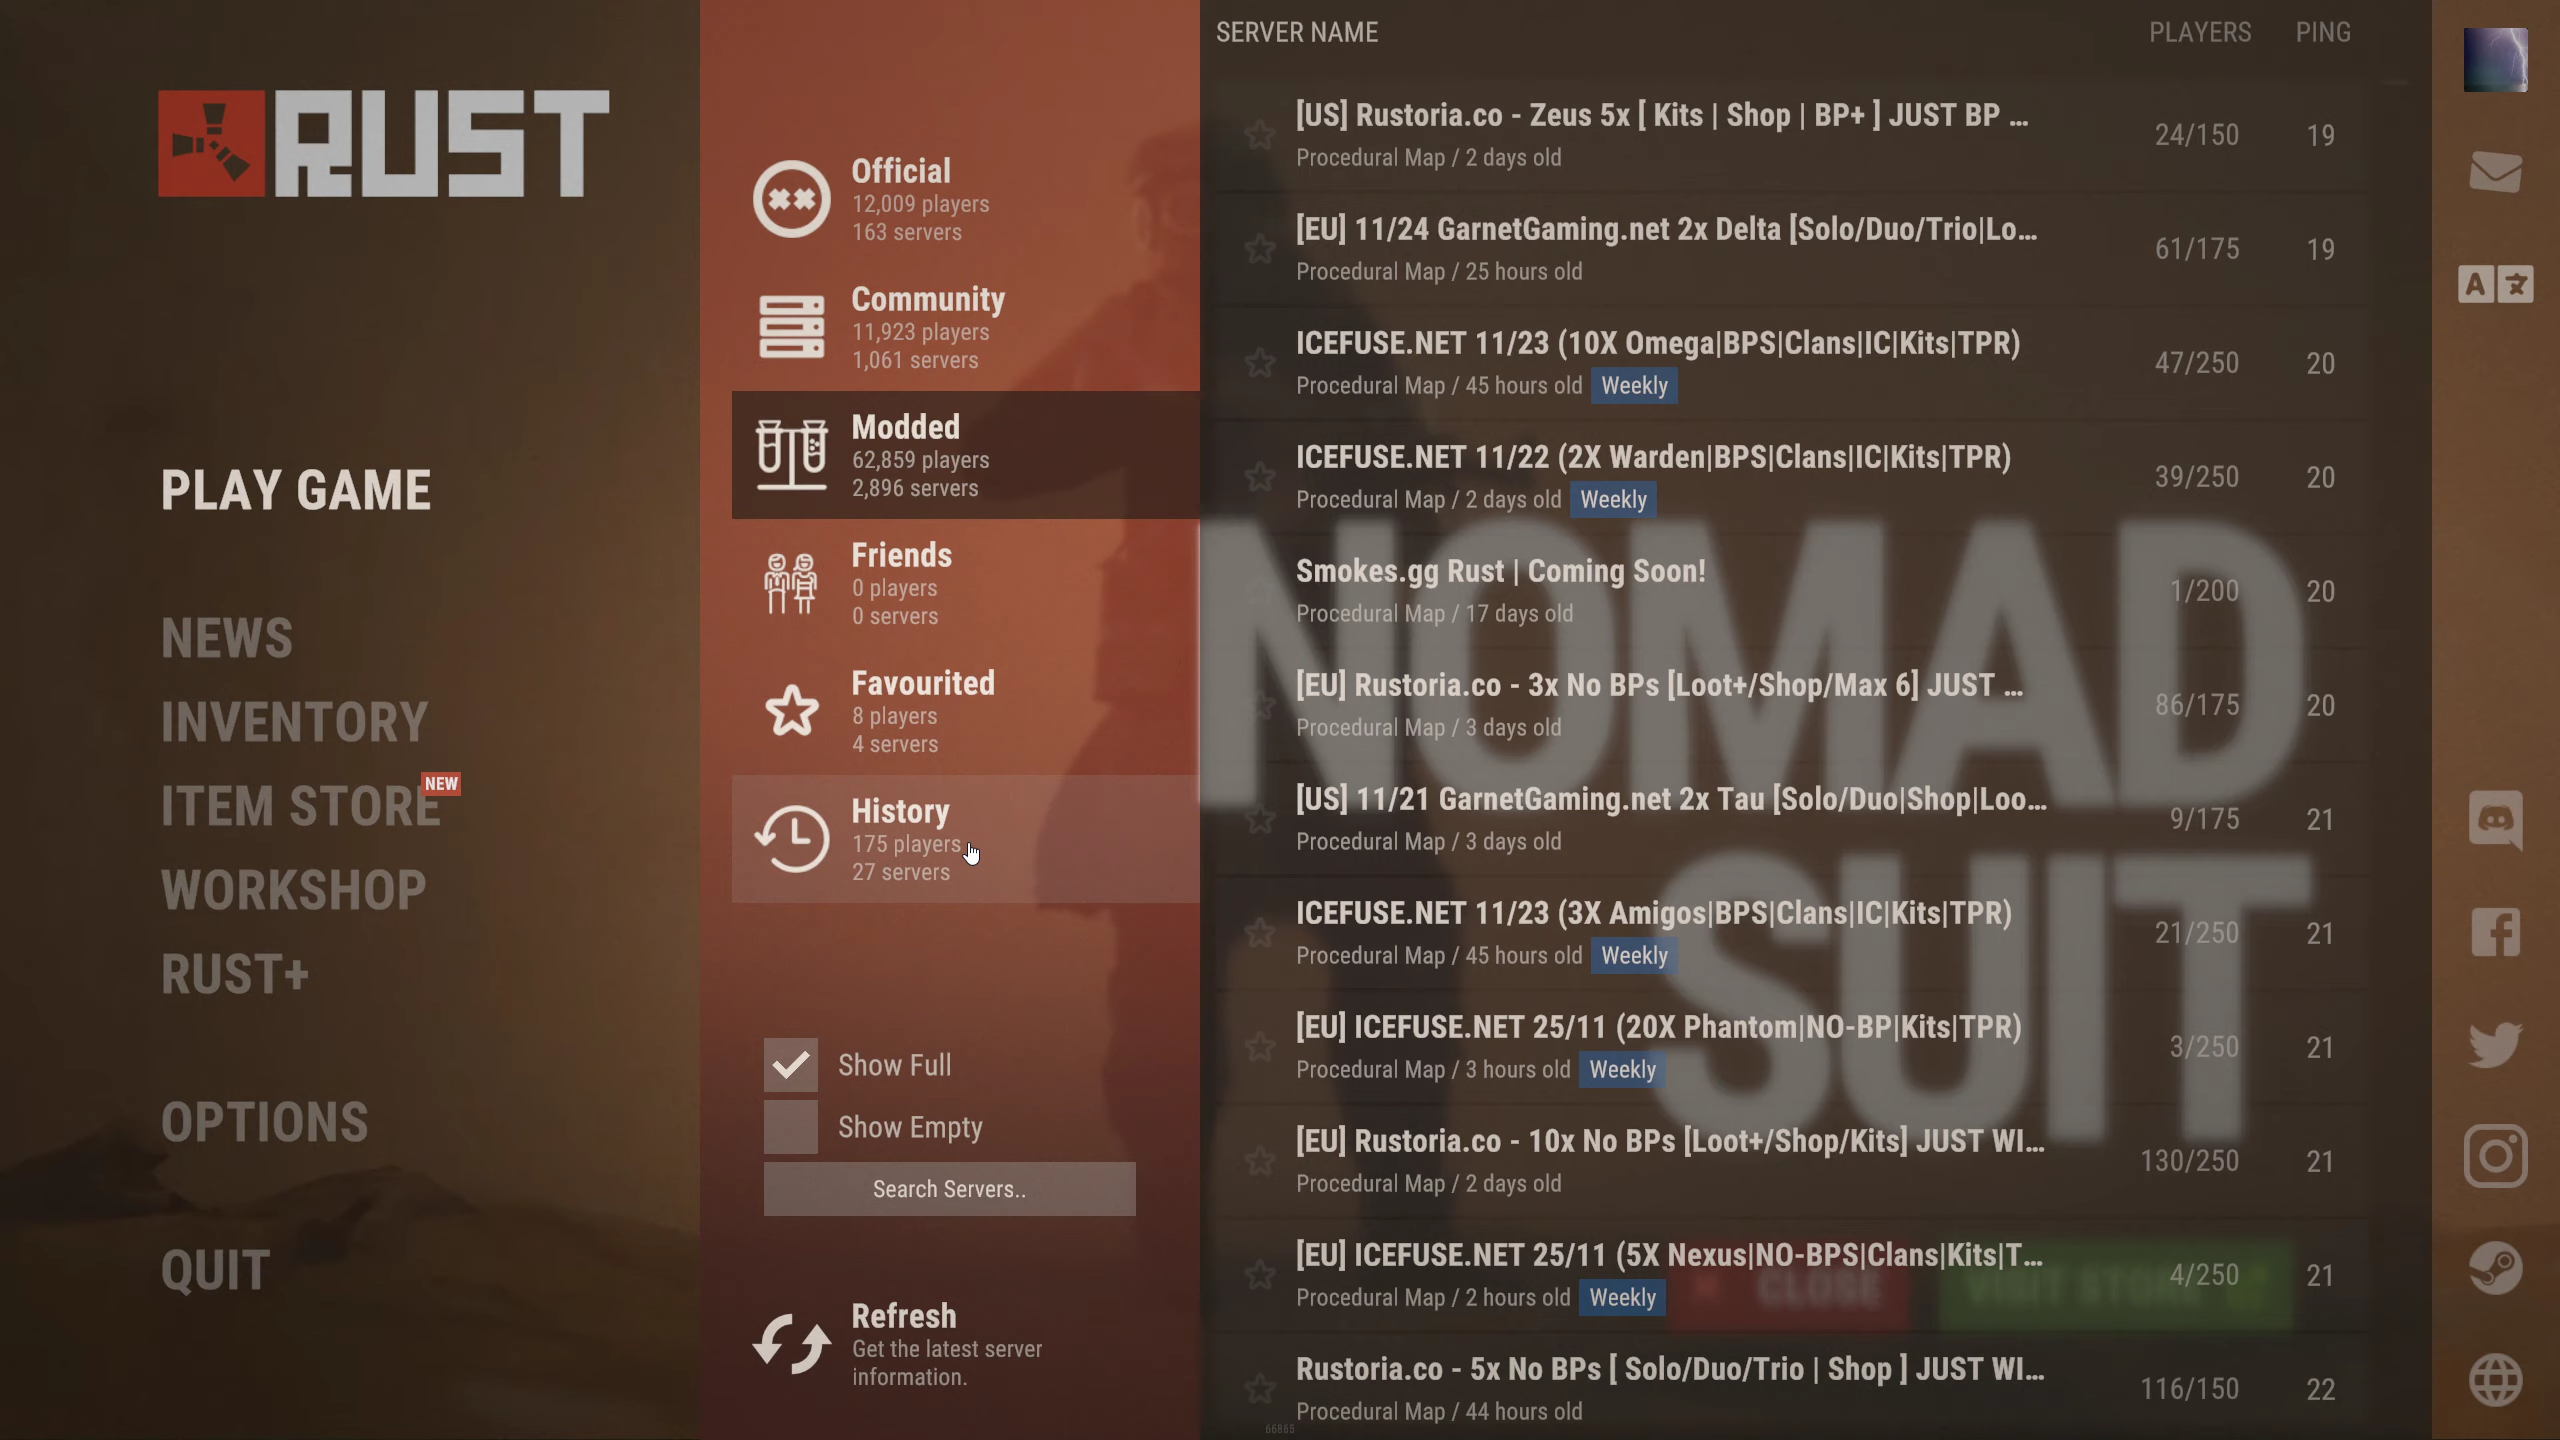 RUST
PLAY GAME
NEWS
INVENTORY
ITEM STORE
NEW
WORKSHOP
RUST+
OPTIONS
QUIT
Official
12,009 players
163 servers
Community
11,923 players
1,061 servers
Modded
62,859 players
2,896 servers
Friends
0 players
0 servers
Favourited
8 players
4 servers
History
175 players
27 servers
Show Full
Show Empty
Search Servers..
Refresh
Get the latest server
information.
SERVER NAME PLAYERS PING
[US] Rustoria.co - Zeus 5x [ Kits | Shop | BP+ ] JUST BP ... 24/150 19
Procedural Map / 2 days old
[EU] 11/24 GarnetGaming.net 2x Delta [Solo/Duo/Trio|Lo... 61/175 19
Procedural Map / 25 hours old
ICEFUSE.NET 11/23 (10X Omega|BPS|Clans|IC|Kits|TPR) 47/250 20
Procedural Map / 45 hours old Weekly
ICEFUSE.NET 11/22 (2X Warden|BPS|Clans|IC|Kits|TPR) 39/250 20
Procedural Map / 2 days old Weekly
Smokes.gg Rust | Coming Soon! 1/200 20
Procedural Map / 17 days old
[EU] Rustoria.co - 3x No BPs [Loot+/Shop/Max 6] JUST ... 86/175 20
Procedural Map / 3 days old
[US] 11/21 GarnetGaming.net 2x Tau [Solo/Duo|Shop|Loo... 9/175 21
Procedural Map / 3 days old
ICEFUSE.NET 11/23 (3X Amigos|BPS|Clans|IC|Kits|TPR) 21/250 21
Procedural Map / 45 hours old Weekly
[EU] ICEFUSE.NET 25/11 (20X Phantom|NO-BP|Kits|TPR) 3/250 21
Procedural Map / 3 hours old Weekly
[EU] Rustoria.co - 10x No BPs [Loot+/Shop/Kits] JUST WI... 130/250 21
Procedural Map / 2 days old
[EU] ICEFUSE.NET 25/11 (5X Nexus|NO-BPS|Clans|Kits|T... 4/250 21
Procedural Map / 2 hours old Weekly
Rustoria.co - 5x No BPs [ Solo/Duo/Trio | Shop ] JUST WI... 116/150 22
Procedural Map / 44 hours old
NOMAD
SUIT
CLOSE
VISIT STORE
66865
A